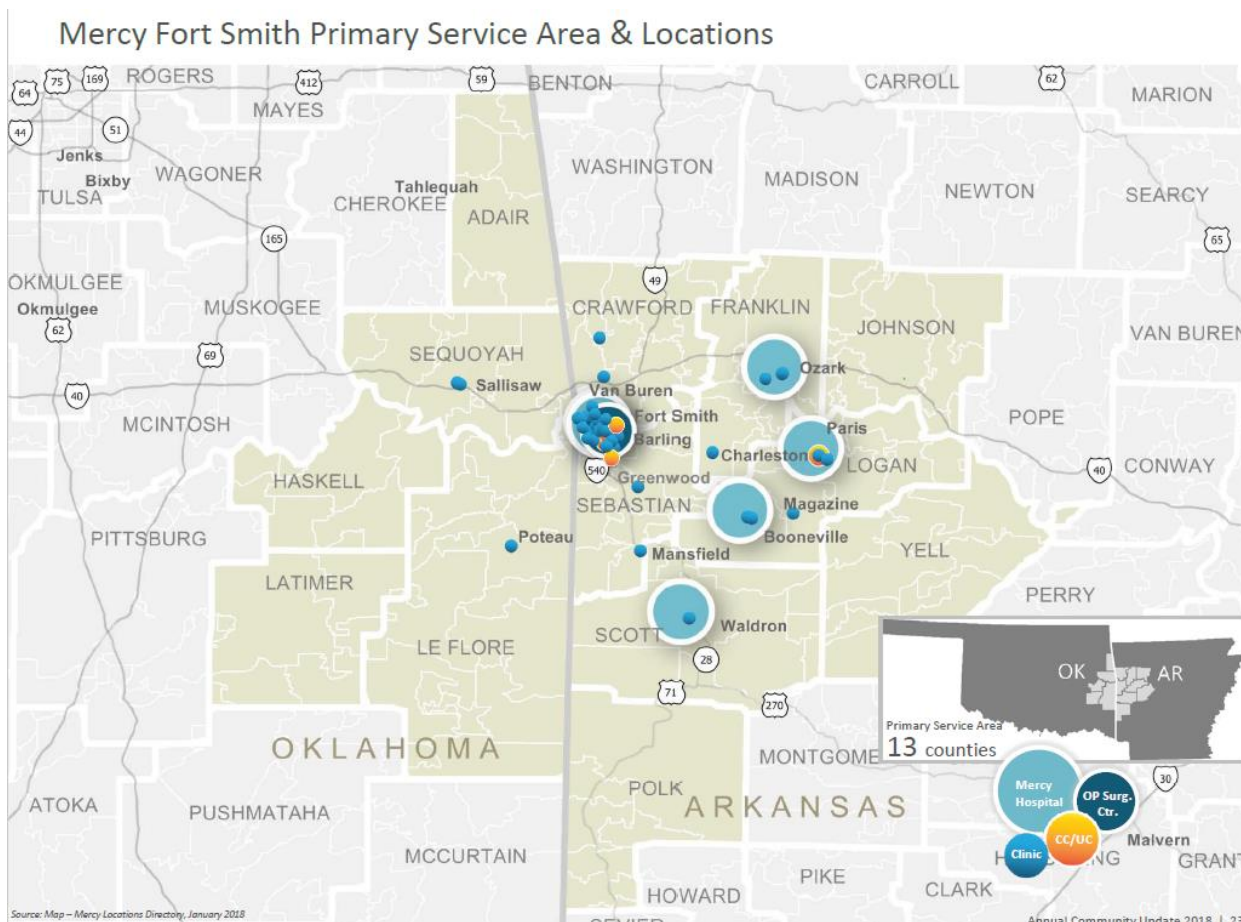 Mercy Fort Smith Primary Service Area & Locations
ROGERS
75
169
64
412
59
BENTON
CARROLL
62
MARION
MAYES
44
51
Jenks
Bixby
TULSA
WAGONER
Tahlequah
CHEROKEE
ADAIR
WASHINGTON
MADISON
NEWTON
SEARCY
165
65
OKMULGEE
Okmulgee
62
MUSKOGEE
49
CRAWFORD
FRANKLIN
JOHNSON
VAN BUREN
69
SEQUOYAH
Sallisaw
Van Buren
Ozark
40
MCINTOSH
Fort Smith
Barling
Paris
POPE
Charleston
LOGAN
40
CONWAY
HASKELL
540
Greenwood
SEBASTIAN
Magazine
Booneville
PITTSBURG
Poteau
Mansfield
YELL
LATIMER
PERRY
LE FLORE
SCOTT
Waldron
28
71
270
OK
AR
Primary Service Area
13 counties
OKLAHOMA
MONTGOME
POLK
ARKANSAS
Mercy
Hospital
OP Surg.
Ctr.
30
ATOKA
PUSHMATAHA
CC/UC
Malvern
Clinic
MCCURTAIN
PIKE
CLARK
GRANT
HOWARD
SEVIER
Source: Map – Mercy Locations Directory, January 2018
Annual Community Update 2018 | 23